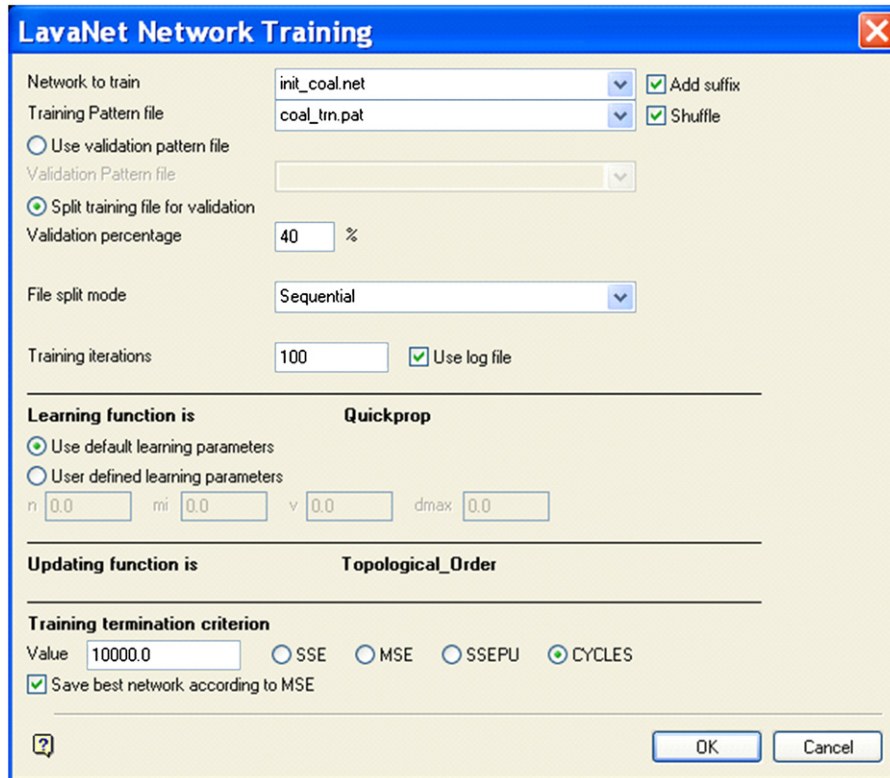 LavaNet Network Training
Network to train init_coal.net Add suffix
Training Pattern file coal_trn.pat Shuffle
Use validation pattern file
Validation Pattern file
Split training file for validation
Validation percentage 40 %
File split mode Sequential
Training iterations 100 Use log file
Learning function is Quickprop
Use default learning parameters
User defined learning parameters
n 0.0 mi 0.0 v 0.0 dmax 0.0
Updating function is Topological_Order
Training termination criterion
Value 10000.0 SSE MSE SSEPU CYCLES
Save best network according to MSE
? OK Cancel